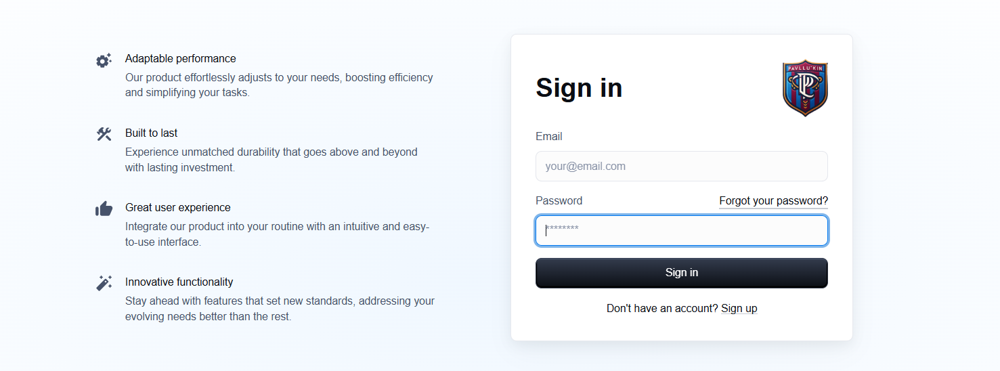 Adaptable performance
Our product effortlessly adjusts to your needs, boosting efficiency
and simplifying your tasks.
Built to last
Experience unmatched durability that goes above and beyond
with lasting investment.
Great user experience
Integrate our product into your routine with an intuitive and easy-
to-use interface.
Innovative functionality
Stay ahead with features that set new standards, addressing your
evolving needs better than the rest.
Sign in
Email
your@email.com
Password
Forgot your password?
********
Sign in
Don't have an account? Sign up